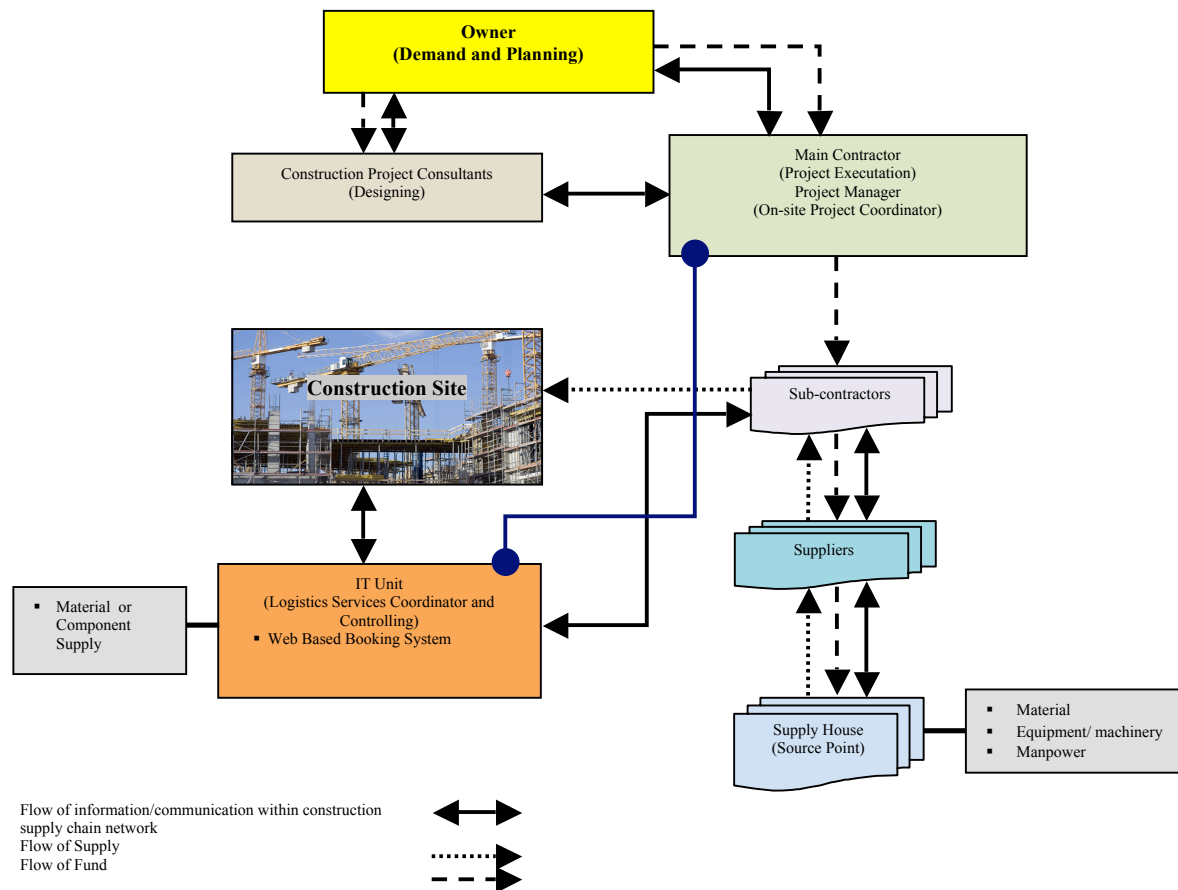 Owner
(Demand and Planning)
Construction Project Consultants
(Designing)
Main Contractor
(Project Execution)
Project Manager
(On-site Project Coordinator)
Construction Site
Sub-contractors
Suppliers
IT Unit
(Logistics Services Coordinator and
Controlling)
▪ Web Based Booking System
▪ Material or
Component
Supply
Supply House
(Source Point)
▪ Material
▪ Equipment/ machinery
▪ Manpower
Flow of information/communication within construction
supply chain network
Flow of Supply
Flow of Fund